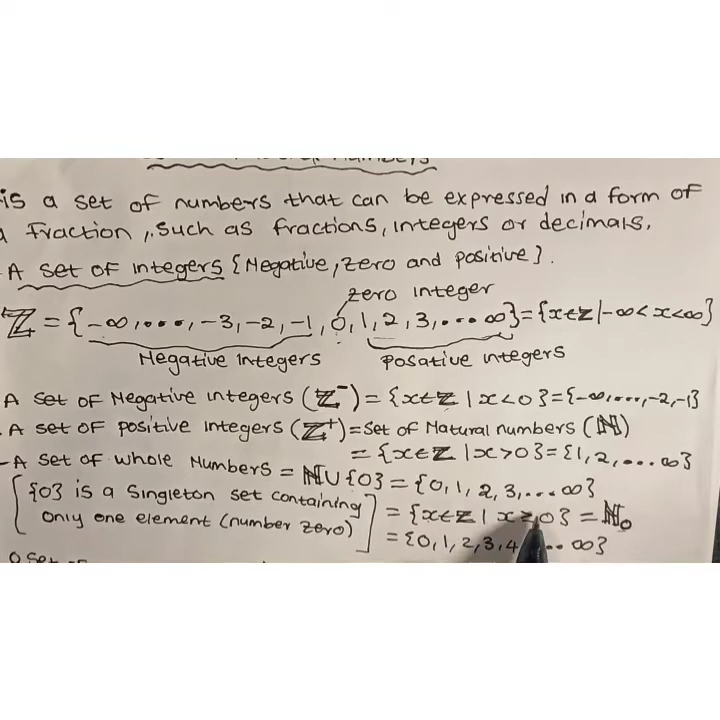 is a set of numbers that can be expressed in a form of
a fraction, such as fractions, integers or decimals.
A set of integers {Negative, zero and positive}.
zero integer
ℤ = {-∞, ...., -3, -2, -1, 0, 1, 2, 3, ... ∞} = {x∈ℤ | -∞ < x < ∞}
Negative integers Posative integers
A set of Negative integers (ℤ⁻) = {x∈ℤ | x<0} = {-∞, ..., -2, -1}
. A set of positive integers (ℤ⁺) = set of Natural numbers (ℕ)
= {x∈ℤ | x>0} = {1, 2, ... ∞}
- A set of whole Numbers = ℕ∪{0} = {0, 1, 2, 3, ... ∞}
[{0} is a singleton set containing
only one element (number zero)] = {x∈ℤ | x≥0} = ℕ₀
= {0, 1, 2, 3, 4 ... ∞}